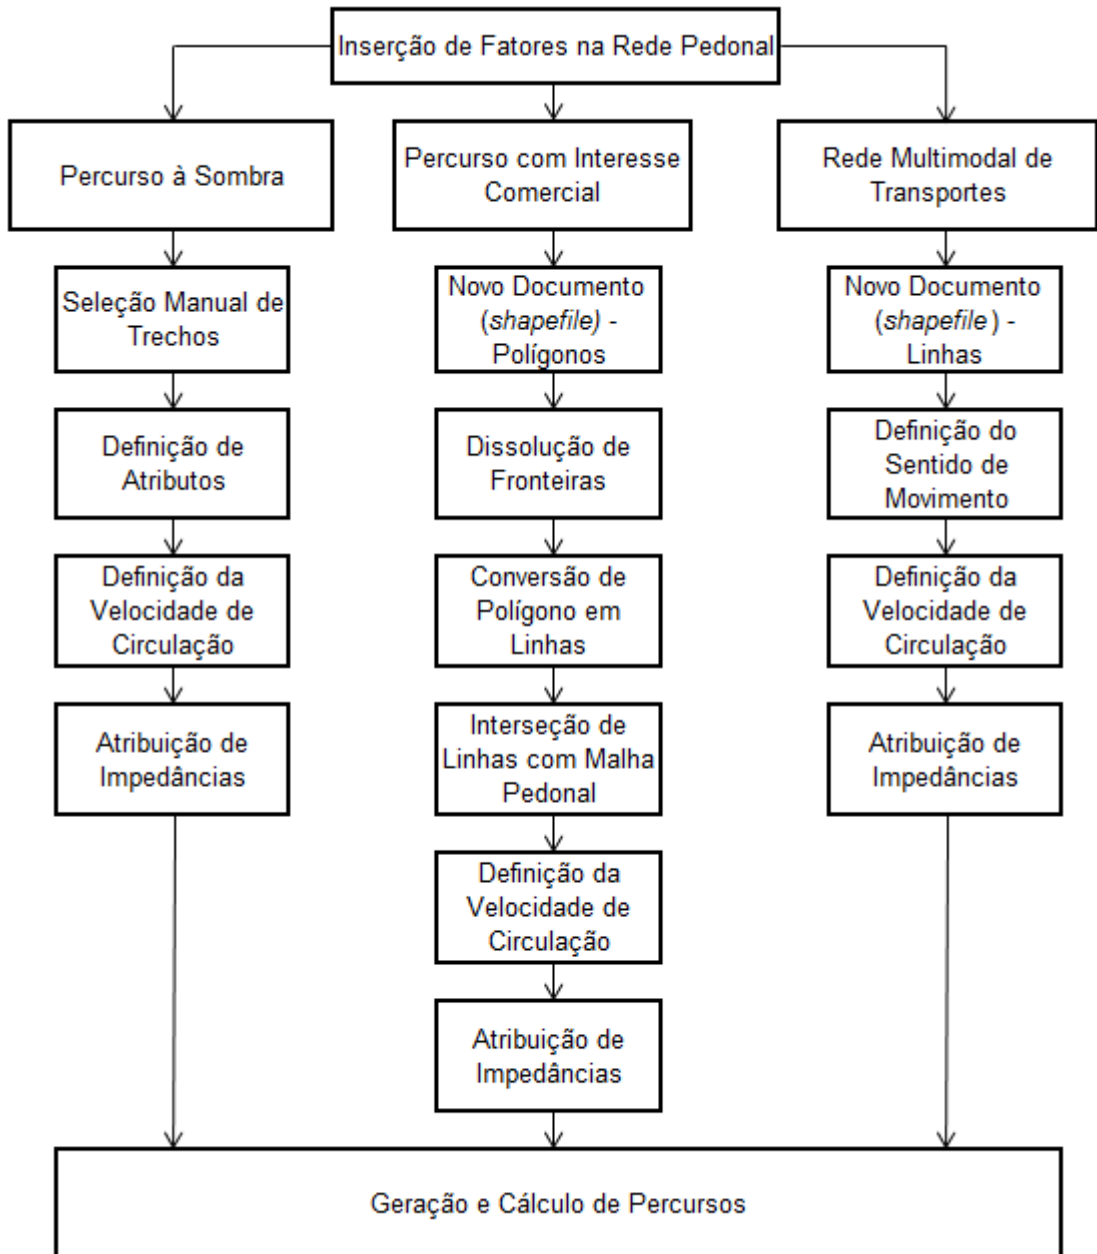 Inserção de Fatores na Rede Pedonal
Percurso à Sombra
Percurso com Interesse
Comercial
Rede Multimodal de
Transportes
Seleção Manual de
Trechos
Novo Documento
(shapefile) -
Polígonos
Novo Documento
(shapefile ) -
Linhas
Definição de
Atributos
Dissolução de
Fronteiras
Definição do
Sentido de
Movimento
Definição da
Velocidade de
Circulação
Conversão de
Polígono em
Linhas
Definição da
Velocidade de
Circulação
Atribuição de
Impedâncias
Interseção de
Linhas com Malha
Pedonal
Atribuição de
Impedâncias
Definição da
Velocidade de
Circulação
Atribuição de
Impedâncias
Geração e Cálculo de Percursos